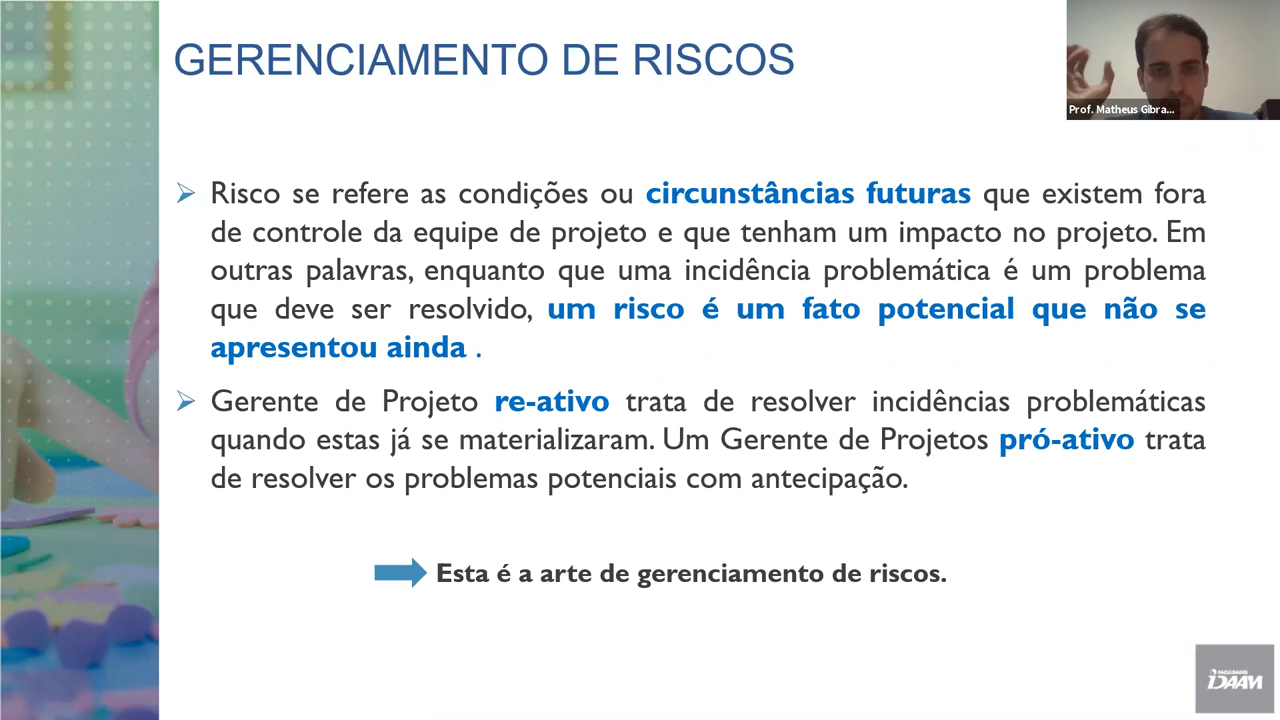 GERENCIAMENTO DE RISCOS
Prof. Matheus Gibra...
Risco se refere as condições ou circunstâncias futuras que existem fora
de controle da equipe de projeto e que tenham um impacto no projeto. Em
outras palavras, enquanto que uma incidência problemática é um problema
que deve ser resolvido, um risco é um fato potencial que não se
apresentou ainda .
Gerente de Projeto re-ativo trata de resolver incidências problemáticas
quando estas já se materializaram. Um Gerente de Projetos pró-ativo trata
de resolver os problemas potenciais com antecipação.
Esta é a arte de gerenciamento de riscos.
FACULDADES
IDAAM